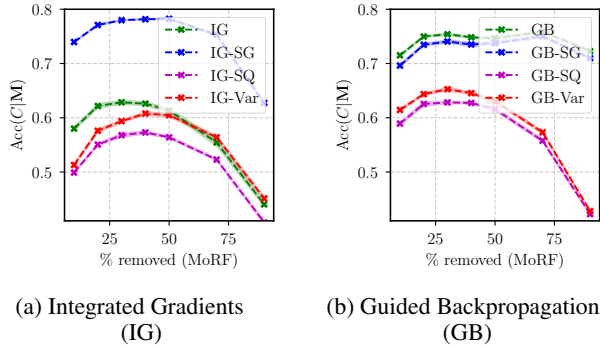 0.8
0.7
0.6
0.5
Acc(C|M)
25
50
75
% removed (MoRF)
IG
IG-SG
IG-SQ
IG-Var
(a) Integrated Gradients
(IG)
0.8
0.7
0.6
0.5
Acc(C|M)
25
50
75
% removed (MoRF)
GB
GB-SG
GB-SQ
GB-Var
(b) Guided Backpropagation
(GB)